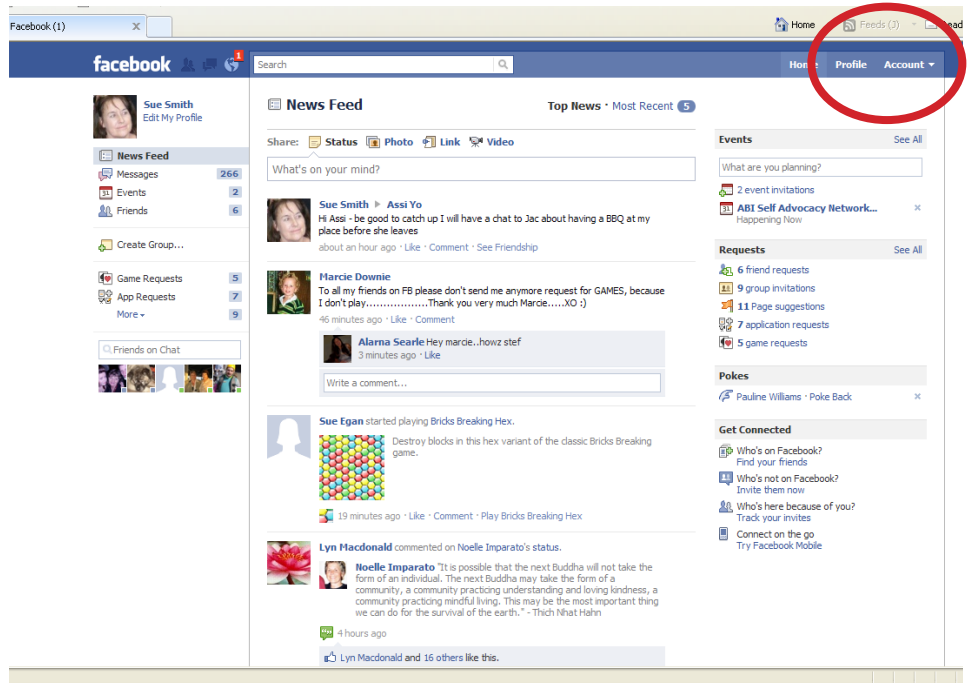 Facebook (1) X Home Feeds (J)
facebook 1 Search Home Profile Account
Sue Smith
Edit My Profile
News Feed
Messages 266
Events 2
Friends 6
Create Group...
Game Requests 5
App Requests 7
More 9
Friends on Chat
News Feed Top News · Most Recent 5
Share: Status Photo Link Video
What's on your mind?
Sue Smith Assi Yo
Hi Assi - be good to catch up I will have a chat to Jac about having a BBQ at my
place before she leaves
about an hour ago · Like · Comment · See Friendship
Marcie Downie
To all my friends on FB please don't send me anymore request for GAMES, because
I don't play..................Thank you very much Marcie.....XO :)
46 minutes ago · Like · Comment
Alarna Searle Hey marcie..howz stef
3 minutes ago · Like
Write a comment...
Sue Egan started playing Bricks Breaking Hex.
Destroy blocks in this hex variant of the classic Bricks Breaking
game.
19 minutes ago · Like · Comment · Play Bricks Breaking Hex
Lyn Macdonald commented on Noelle Imparato's status.
Noelle Imparato "It is possible that the next Buddha will not take the
form of an individual. The next Buddha may take the form of a
community, a community practicing understanding and loving kindness, a
community practicing mindful living. This may be the most important thing
we can do for the survival of the earth." - Thich Nhat Hahn
4 hours ago
Lyn Macdonald and 16 others like this.
Events See All
What are you planning?
2 event invitations
31 ABI Self Advocacy Network... ×
Happening Now
Requests See All
6 friend requests
9 group invitations
11 Page suggestions
7 application requests
5 game requests
Pokes
Pauline Williams · Poke Back ×
Get Connected
Who's on Facebook?
Find your friends
Who's not on Facebook?
Invite them now
Who's here because of you?
Track your invites
Connect on the go
Try Facebook Mobile